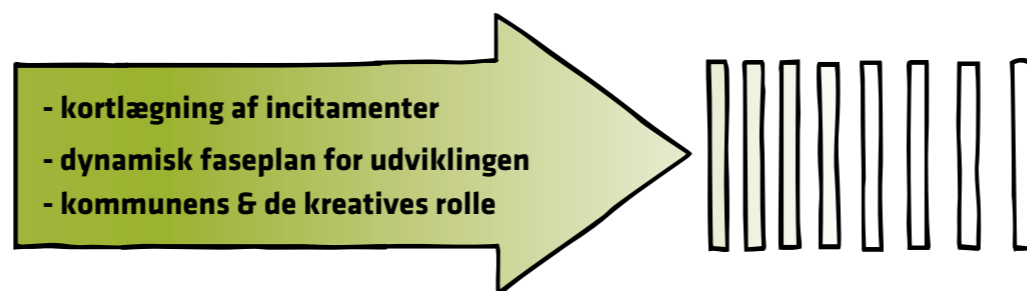 - kortlægning af incitamenter
- dynamisk faseplan for udviklingen
- kommunens & de kreatives rolle